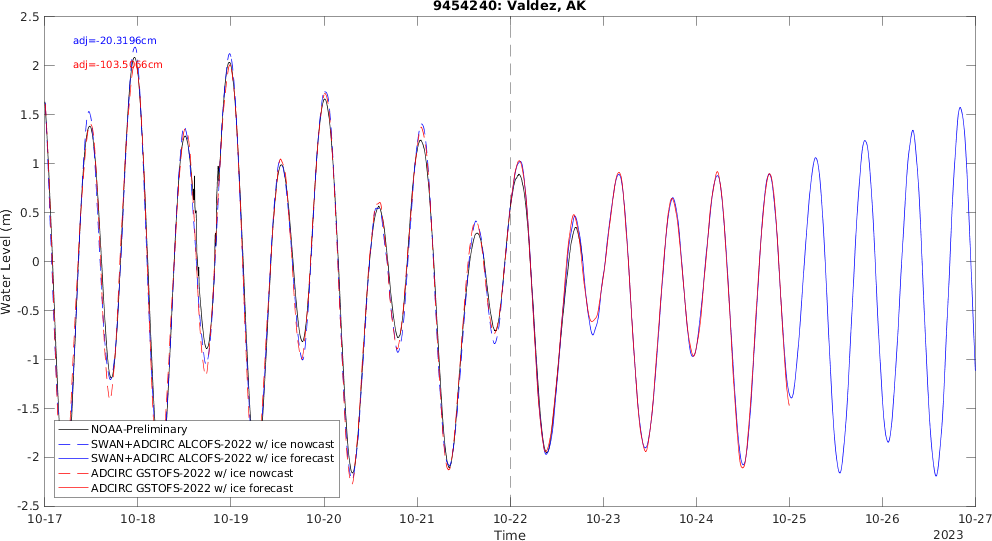 9454240: Valdez, AK
2.5
2
1.5
1
0.5
0
-0.5
-1
-1.5
-2
-2.5
Water Level (m)
adj=-20.3196cm
adj=-103.5066cm
NOAA-Preliminary
SWAN+ADCIRC ALCOFS-2022 w/ ice nowcast
SWAN+ADCIRC ALCOFS-2022 w/ ice forecast
ADCIRC GSTOFS-2022 w/ ice nowcast
ADCIRC GSTOFS-2022 w/ ice forecast
10-17 10-18 10-19 10-20 10-21 10-22 10-23 10-24 10-25 10-26 10-27
Time
2023